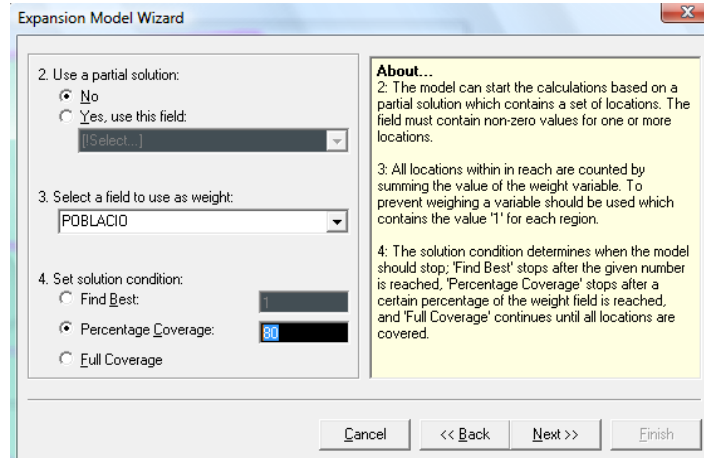 Expansion Model Wizard
2. Use a partial solution:
No
Yes, use this field:
[!Select...]
3. Select a field to use as weight:
POBLACIO
4. Set solution condition:
Find Best:
1
Percentage Coverage:
80
Full Coverage
About...
2: The model can start the calculations based on a
partial solution which contains a set of locations. The
field must contain non-zero values for one or more
locations.
3: All locations within in reach are counted by
summing the value of the weight variable. To
prevent weighing a variable should be used which
contains the value '1' for each region.
4: The solution condition determines when the model
should stop; 'Find Best' stops after the given number
is reached, 'Percentage Coverage' stops after a
certain percentage of the weight field is reached,
and 'Full Coverage' continues until all locations are
covered.
Cancel
<< Back
Next >>
Finish